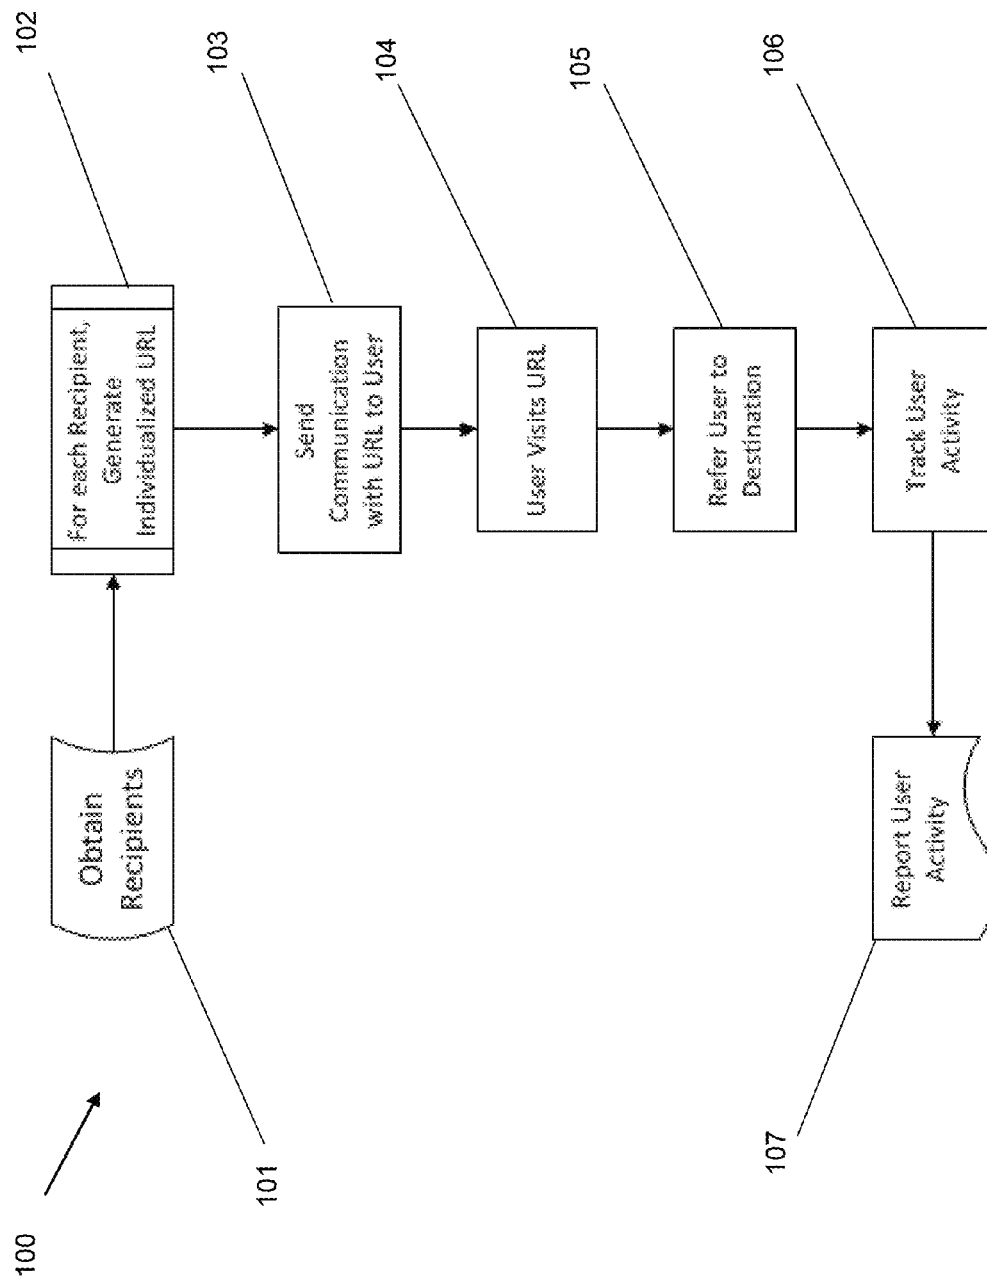 100
101
Obtain
Recipients
102
For each Recipient,
Generate
Individualized URL
103
Send
Communication
with URL to User
104
User Visits URL
105
Refer User to
Destination
106
Track User
Activity
107
Report User
Activity